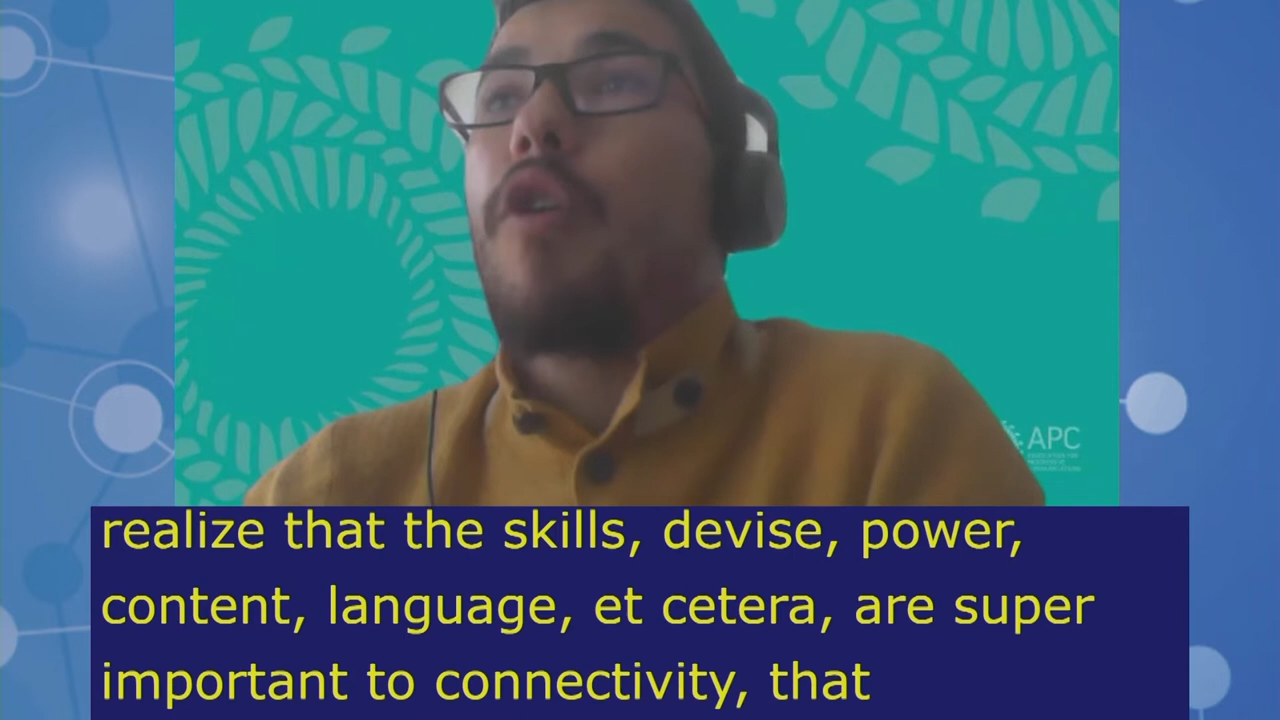 APC
realize that the skills, devise, power,
content, language, et cetera, are super
important to connectivity, that